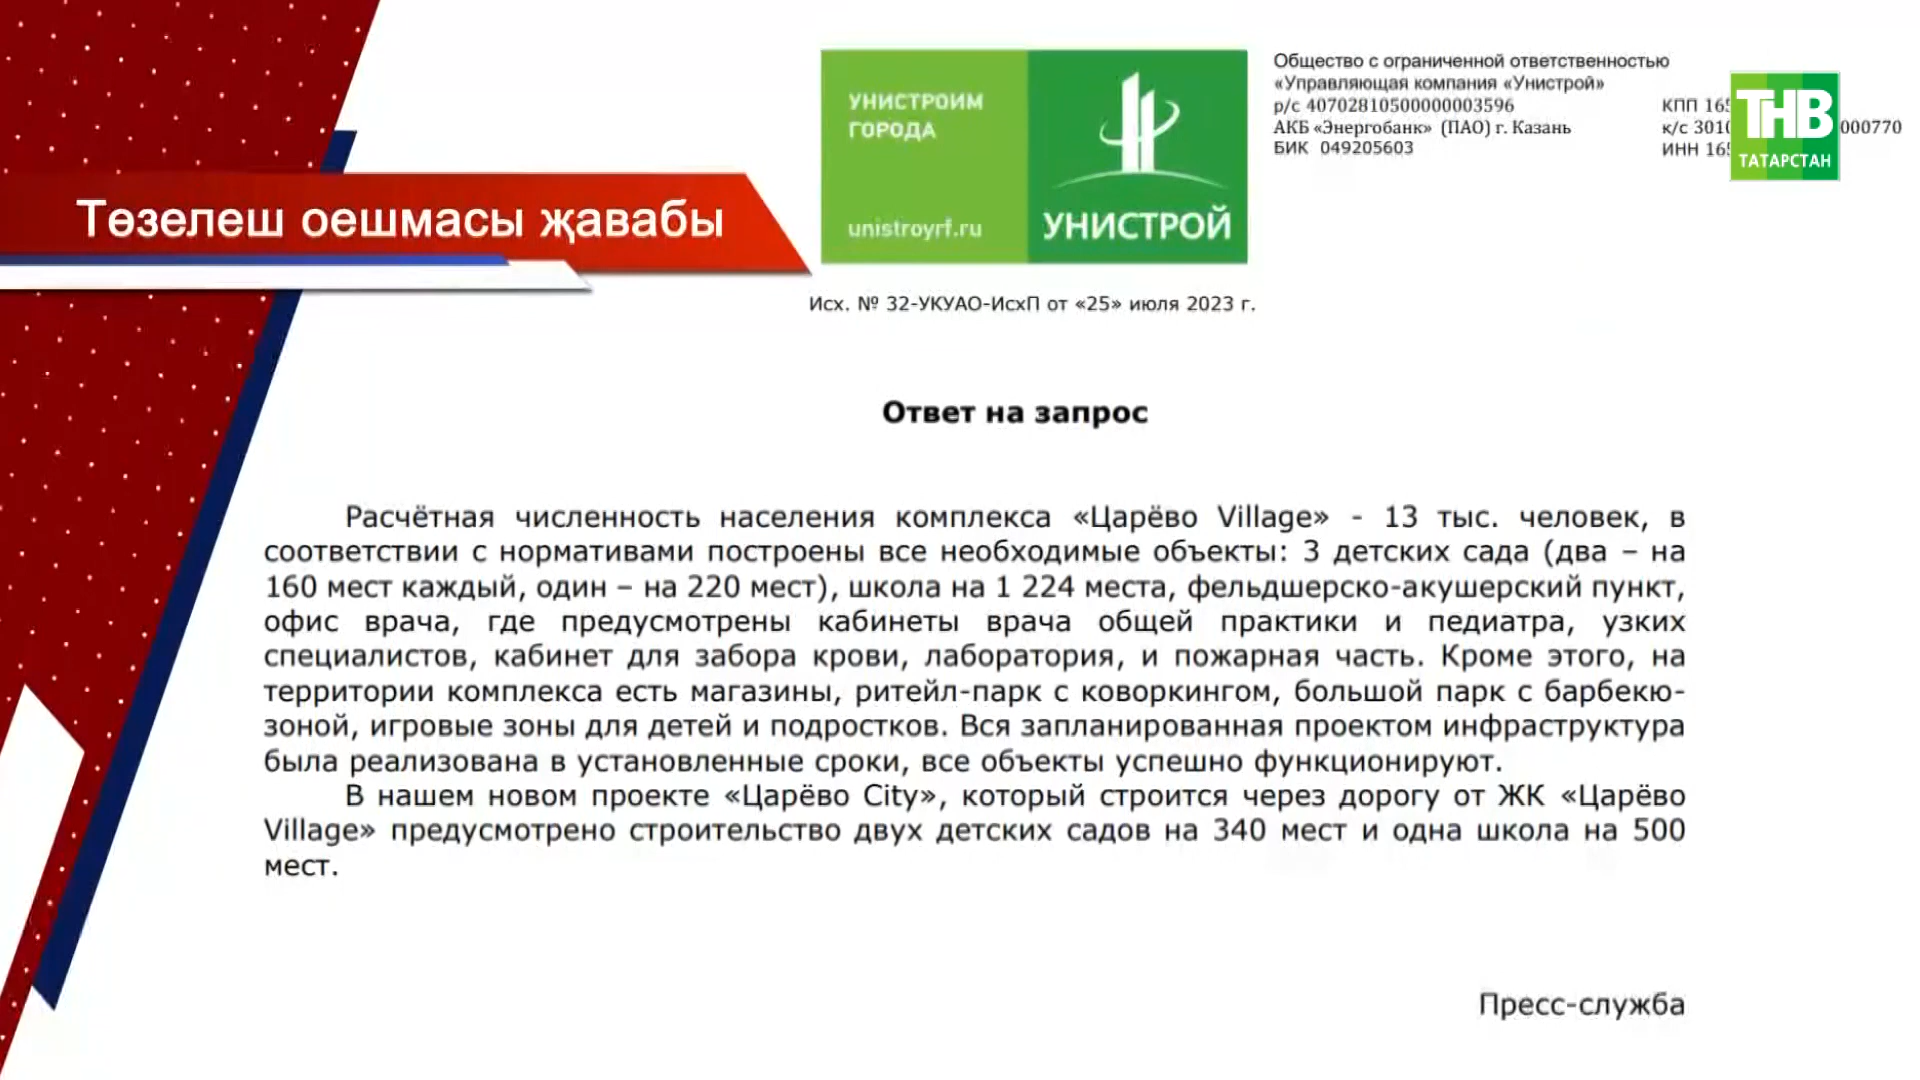 Төзелеш оешмасы җавабы
УНИСТРОИМ
ГОРОДА
unistroyrf.ru
УНИСТРОЙ
Общество с ограниченной ответственностью
«Управляющая компания «Унистрой»
р/с 40702810500000003596
АКБ «Энергобанк» (ПАО) г. Казань
БИК 049205603
КПП 165
к/с 3010
000770
ИНН 165
ТНВ
ТАТАРСТАН
Исх. № 32-УКУАО-ИсхП от «25» июля 2023 г.
Ответ на запрос
Расчётная численность населения комплекса «Царёво Village» - 13 тыс. человек, в
соответствии с нормативами построены все необходимые объекты: 3 детских сада (два – на
160 мест каждый, один – на 220 мест), школа на 1 224 места, фельдшерско-акушерский пункт,
офис врача, где предусмотрены кабинеты врача общей практики и педиатра, узких
специалистов, кабинет для забора крови, лаборатория, и пожарная часть. Кроме этого, на
территории комплекса есть магазины, ритейл-парк с коворкингом, большой парк с барбекю-
зоной, игровые зоны для детей и подростков. Вся запланированная проектом инфраструктура
была реализована в установленные сроки, все объекты успешно функционируют.
В нашем новом проекте «Царёво City», который строится через дорогу от ЖК «Царёво
Village» предусмотрено строительство двух детских садов на 340 мест и одна школа на 500
мест.
Пресс-служба